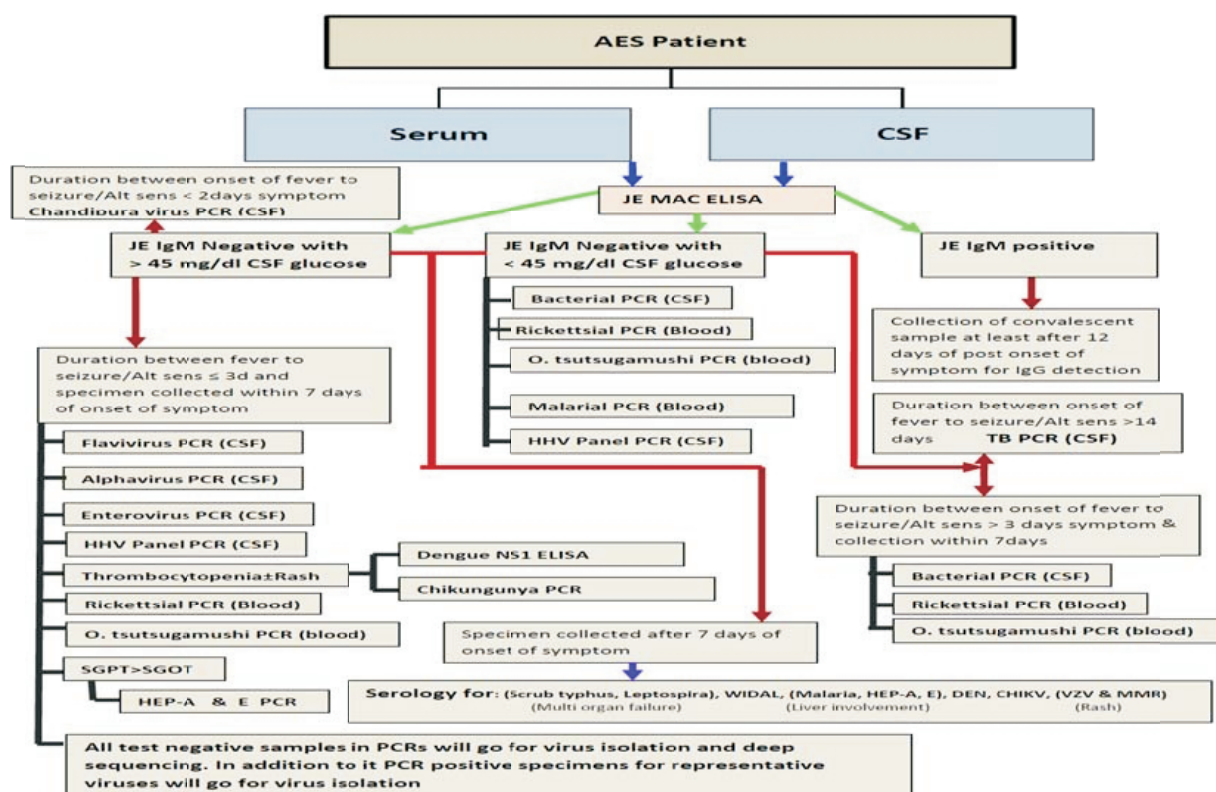 AES Patient
Serum
CSF
Duration between onset of fever to
seizure/Alt sens < 2days symptom
Chandipura virus PCR (CSF)
JE MAC ELISA
JE IgM Negative with
> 45 mg/dl CSF glucose
JE IgM Negative with
< 45 mg/dl CSF glucose
JE IgM positive
Bacterial PCR (CSF)
Rickettsial PCR (Blood)
O. tsutsugamushi PCR (blood)
Malarial PCR (Blood)
HHV Panel PCR (CSF)
Collection of convalescent
sample at least after 12
days of post onset of
symptom for IgG detection
Duration between onset of
fever to seizure/Alt sens >14
days TB PCR (CSF)
Duration between fever to
seizure/Alt sens ≤ 3d and
specimen collected within 7 days
of onset of symptom
Flavivirus PCR (CSF)
Alphavirus PCR (CSF)
Enterovirus PCR (CSF)
HHV Panel PCR (CSF)
Thrombocytopenia±Rash
Dengue NS1 ELISA
Chikungunya PCR
Rickettsial PCR (Blood)
O. tsutsugamushi PCR (blood)
SGPT>SGOT
HEP-A & E PCR
Duration between onset of fever to
seizure/Alt sens > 3 days symptom &
collection within 7days
Bacterial PCR (CSF)
Rickettsial PCR (Blood)
O. tsutsugamushi PCR (blood)
Specimen collected after 7 days of
onset of symptom
Serology for: (Scrub typhus, Leptospira), WIDAL, (Malaria, HEP-A, E), DEN, CHIKV, (VZV & MMR)
(Multi organ failure) (Liver involvement) (Rash)
All test negative samples in PCRs will go for virus isolation and deep
sequencing. In addition to it PCR positive specimens for representative
viruses will go for virus isolation